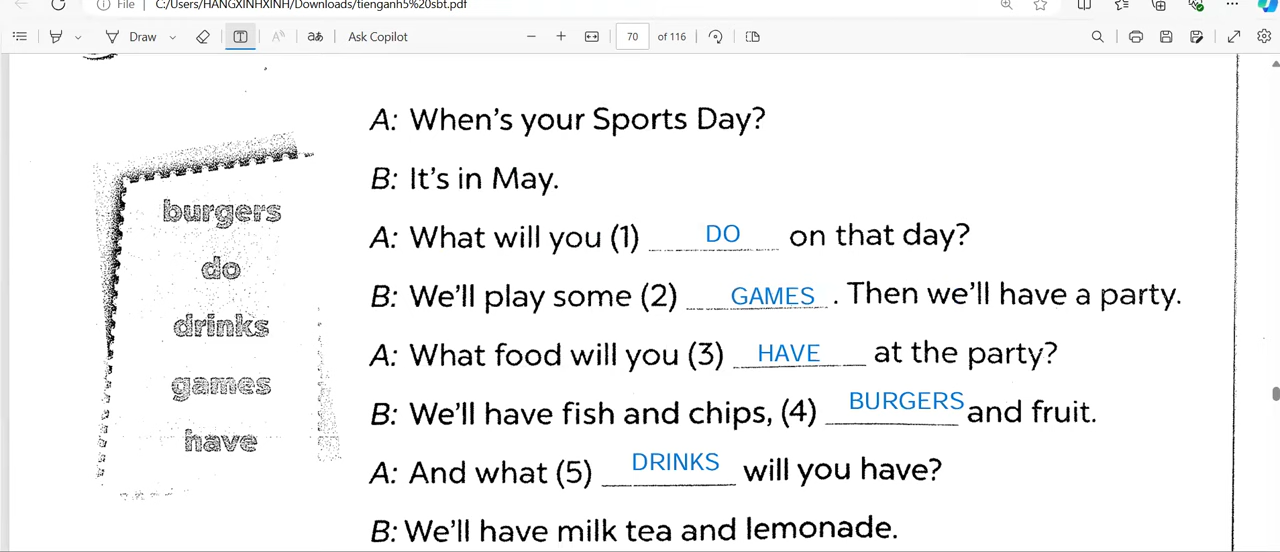 File C:/Users/HANGXINHXINH/Downloads/tienganh5%20sbt.pdf
Draw aあ Ask Copilot 70 of 116
A: When's your Sports Day?
B: It's in May.
burgers
do
drinks
games
have
A: What will you (1) DO on that day?
B: We'll play some (2) GAMES. Then we'll have a party.
A: What food will you (3) HAVE at the party?
B: We'll have fish and chips, (4) BURGERS and fruit.
A: And what (5) DRINKS will you have?
B: We'll have milk tea and lemonade.